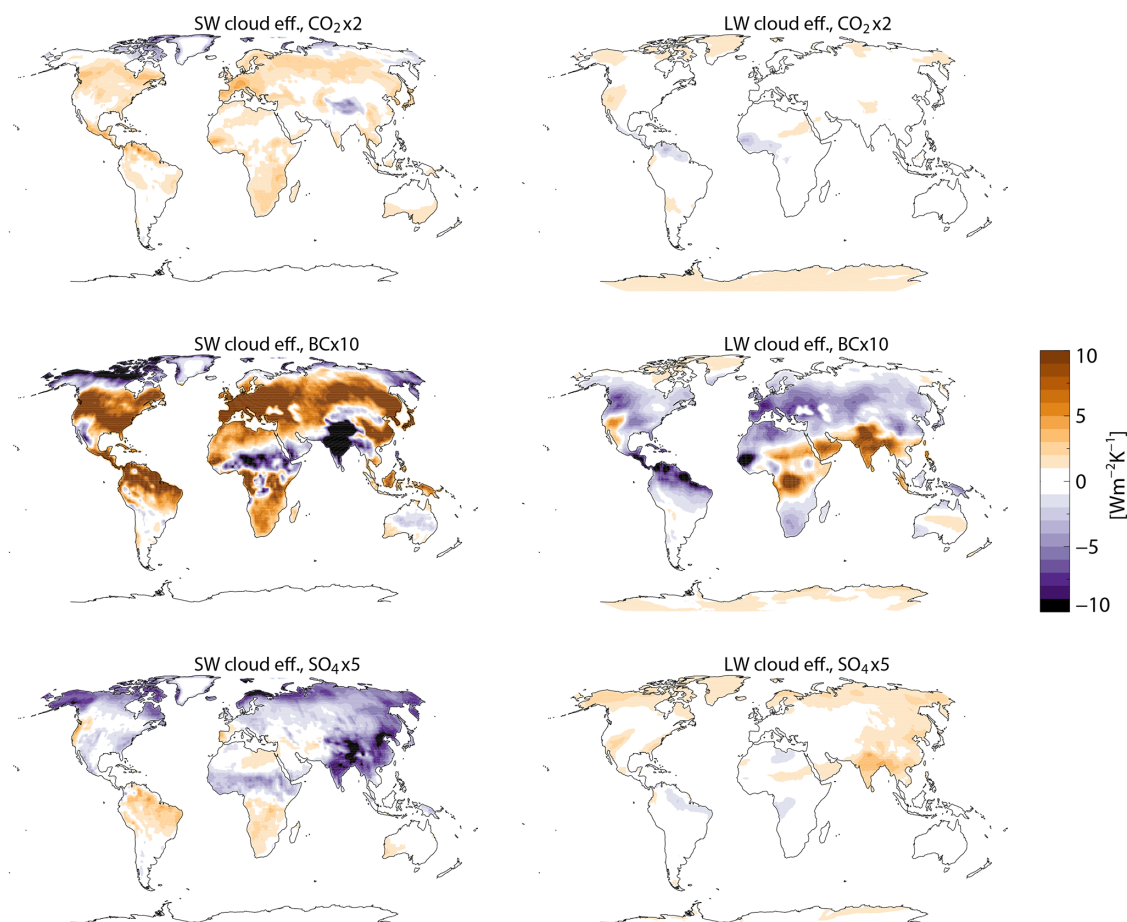 SW cloud eff., CO₂x2
LW cloud eff., CO₂x2
SW cloud eff., BCx10
LW cloud eff., BCx10
10
5
0
−5
−10
[Wm⁻²K⁻¹]
SW cloud eff., SO₄x5
LW cloud eff., SO₄x5